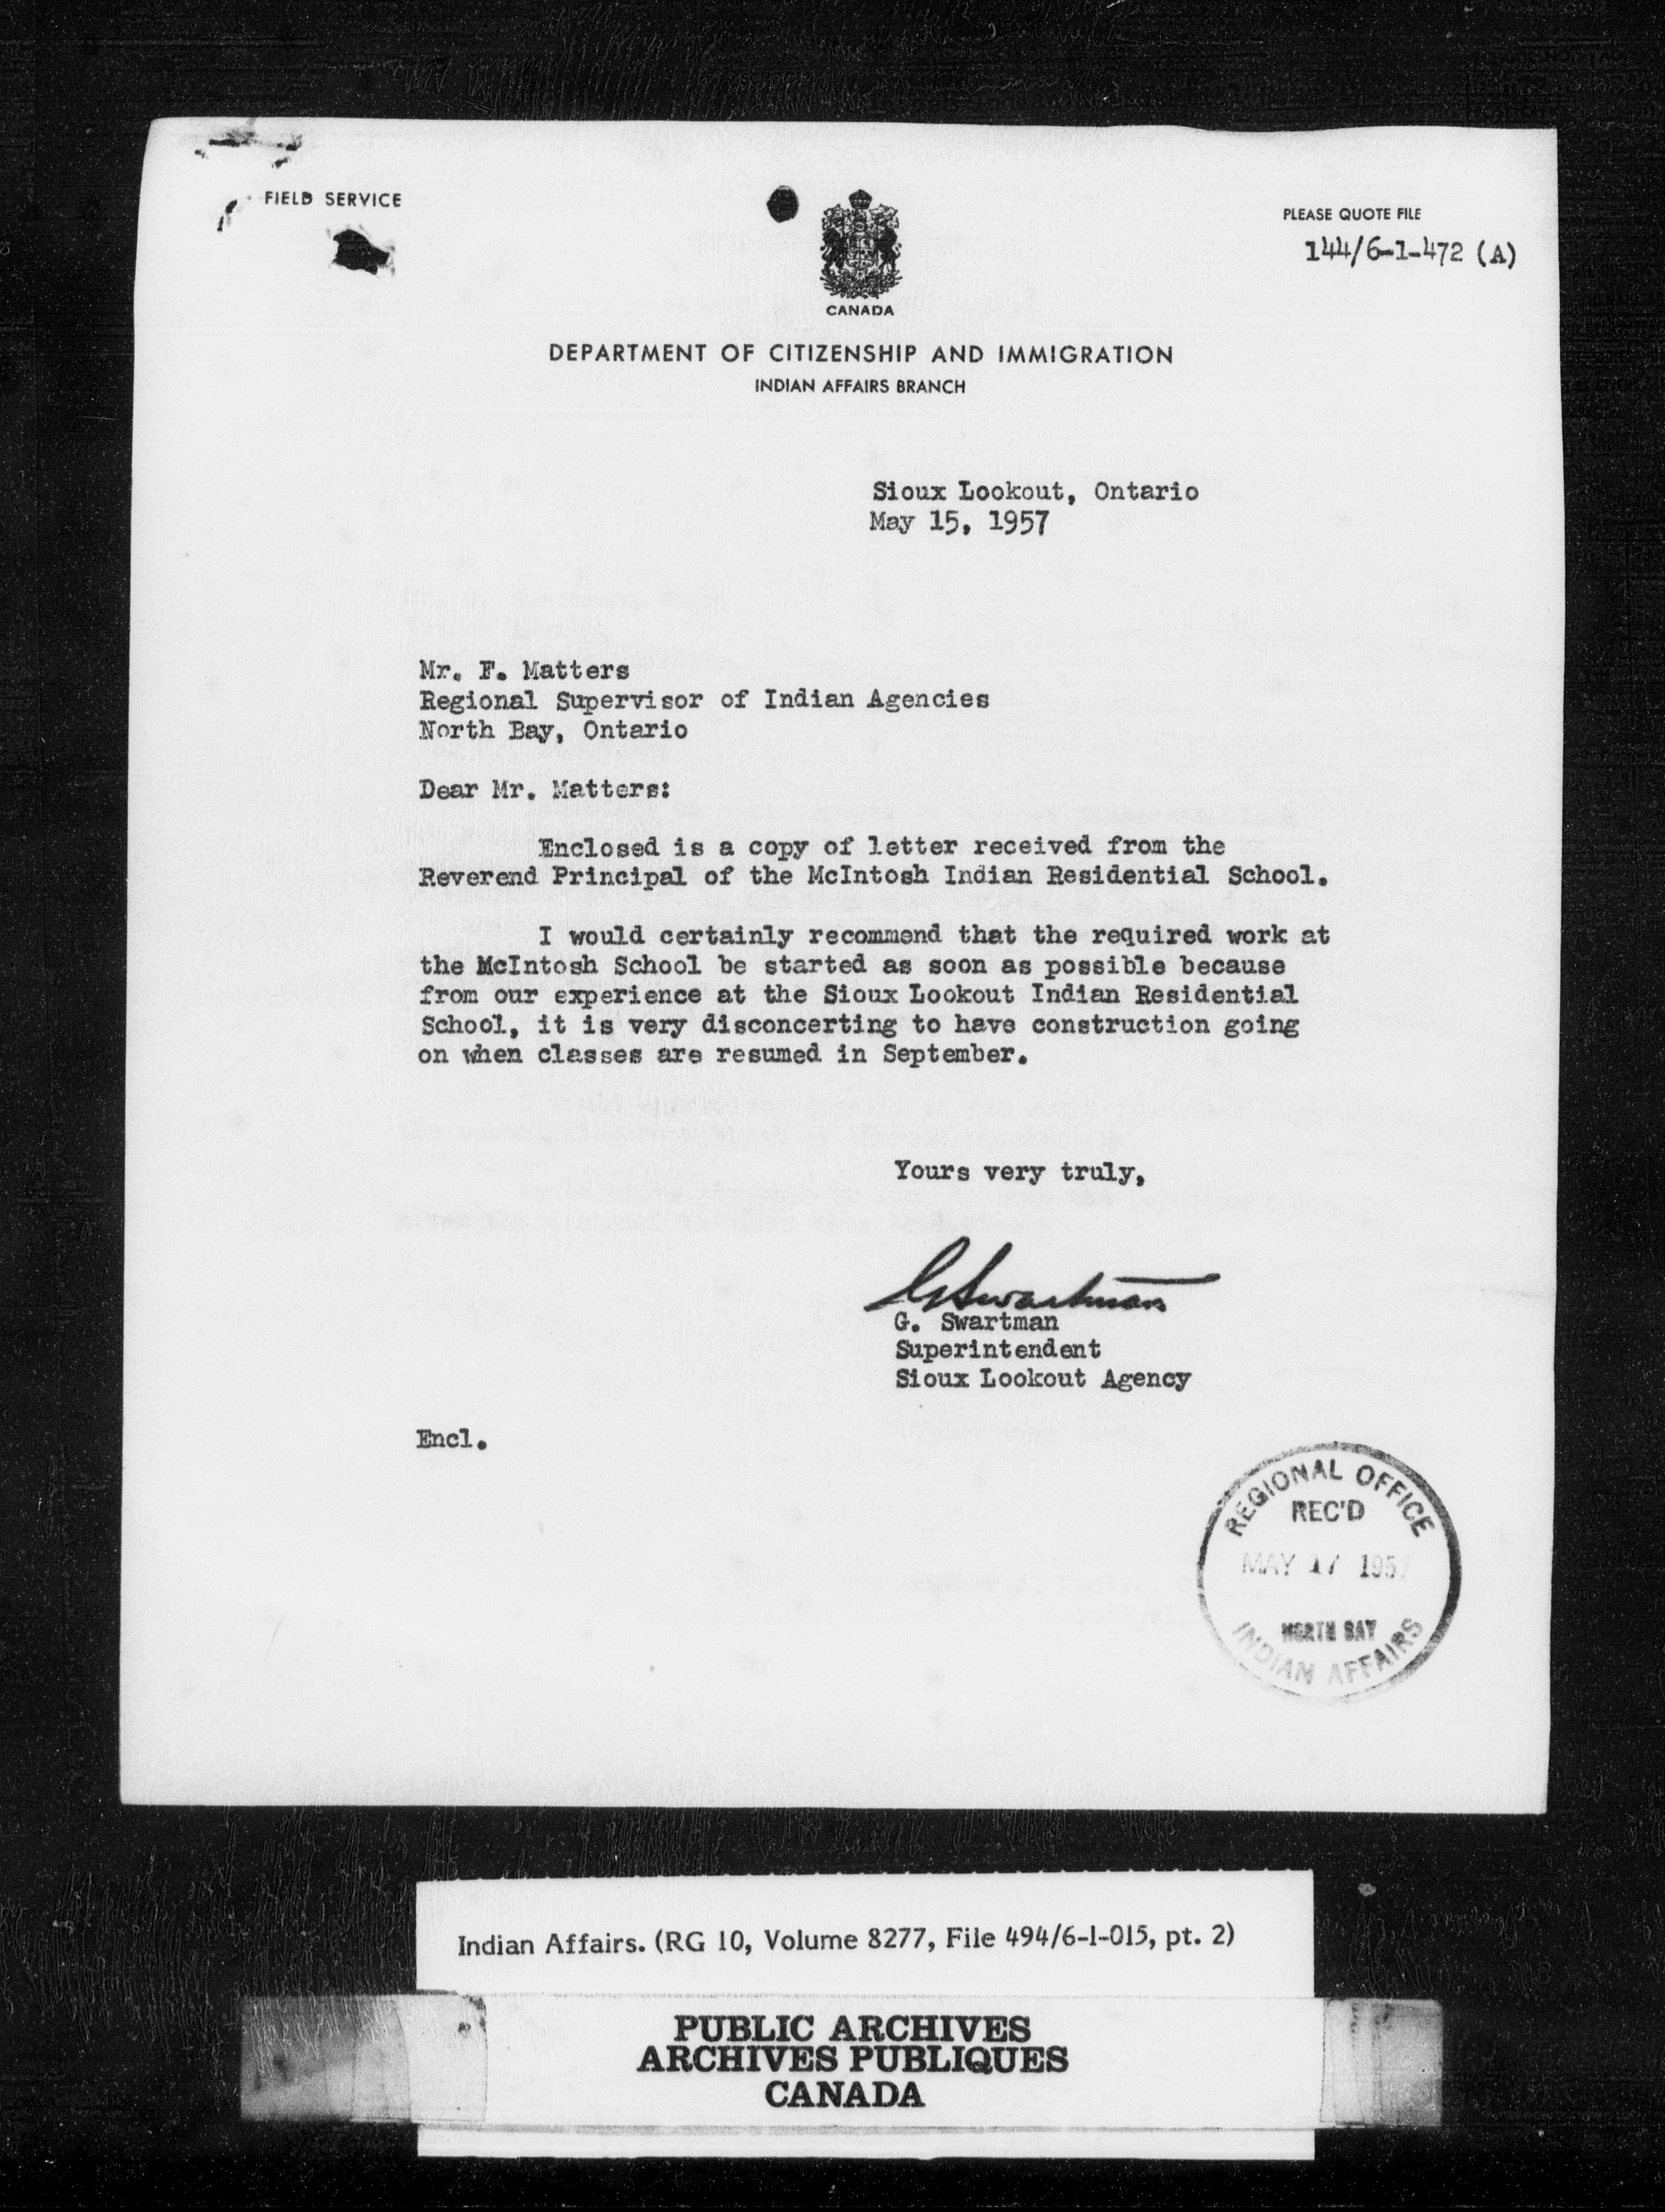 FIELD SERVICE
PLEASE QUOTE FILE
144/6-1-472 (A)
CANADA
DEPARTMENT OF CITIZENSHIP AND IMMIGRATION
INDIAN AFFAIRS BRANCH
Sioux Lookout, Ontario
May 15, 1957
Mr. F. Matters
Regional Supervisor of Indian Agencies
North Bay, Ontario
Dear Mr. Matters:
Enclosed is a copy of letter received from the
Reverend Principal of the McIntosh Indian Residential School.
I would certainly recommend that the required work at
the McIntosh School be started as soon as possible because
from our experience at the Sioux Lookout Indian Residential
School, it is very disconcerting to have construction going
on when classes are resumed in September.
Yours very truly,
GSwartman
G. Swartman
Superintendent
Sioux Lookout Agency
Encl.
REGIONAL OFFICE
REC'D
MAY 17 1957
NORTH BAY
INDIAN AFFAIRS
Indian Affairs. (RG 10, Volume 8277, File 494/6-1-015, pt. 2)
PUBLIC ARCHIVES
ARCHIVES PUBLIQUES
CANADA